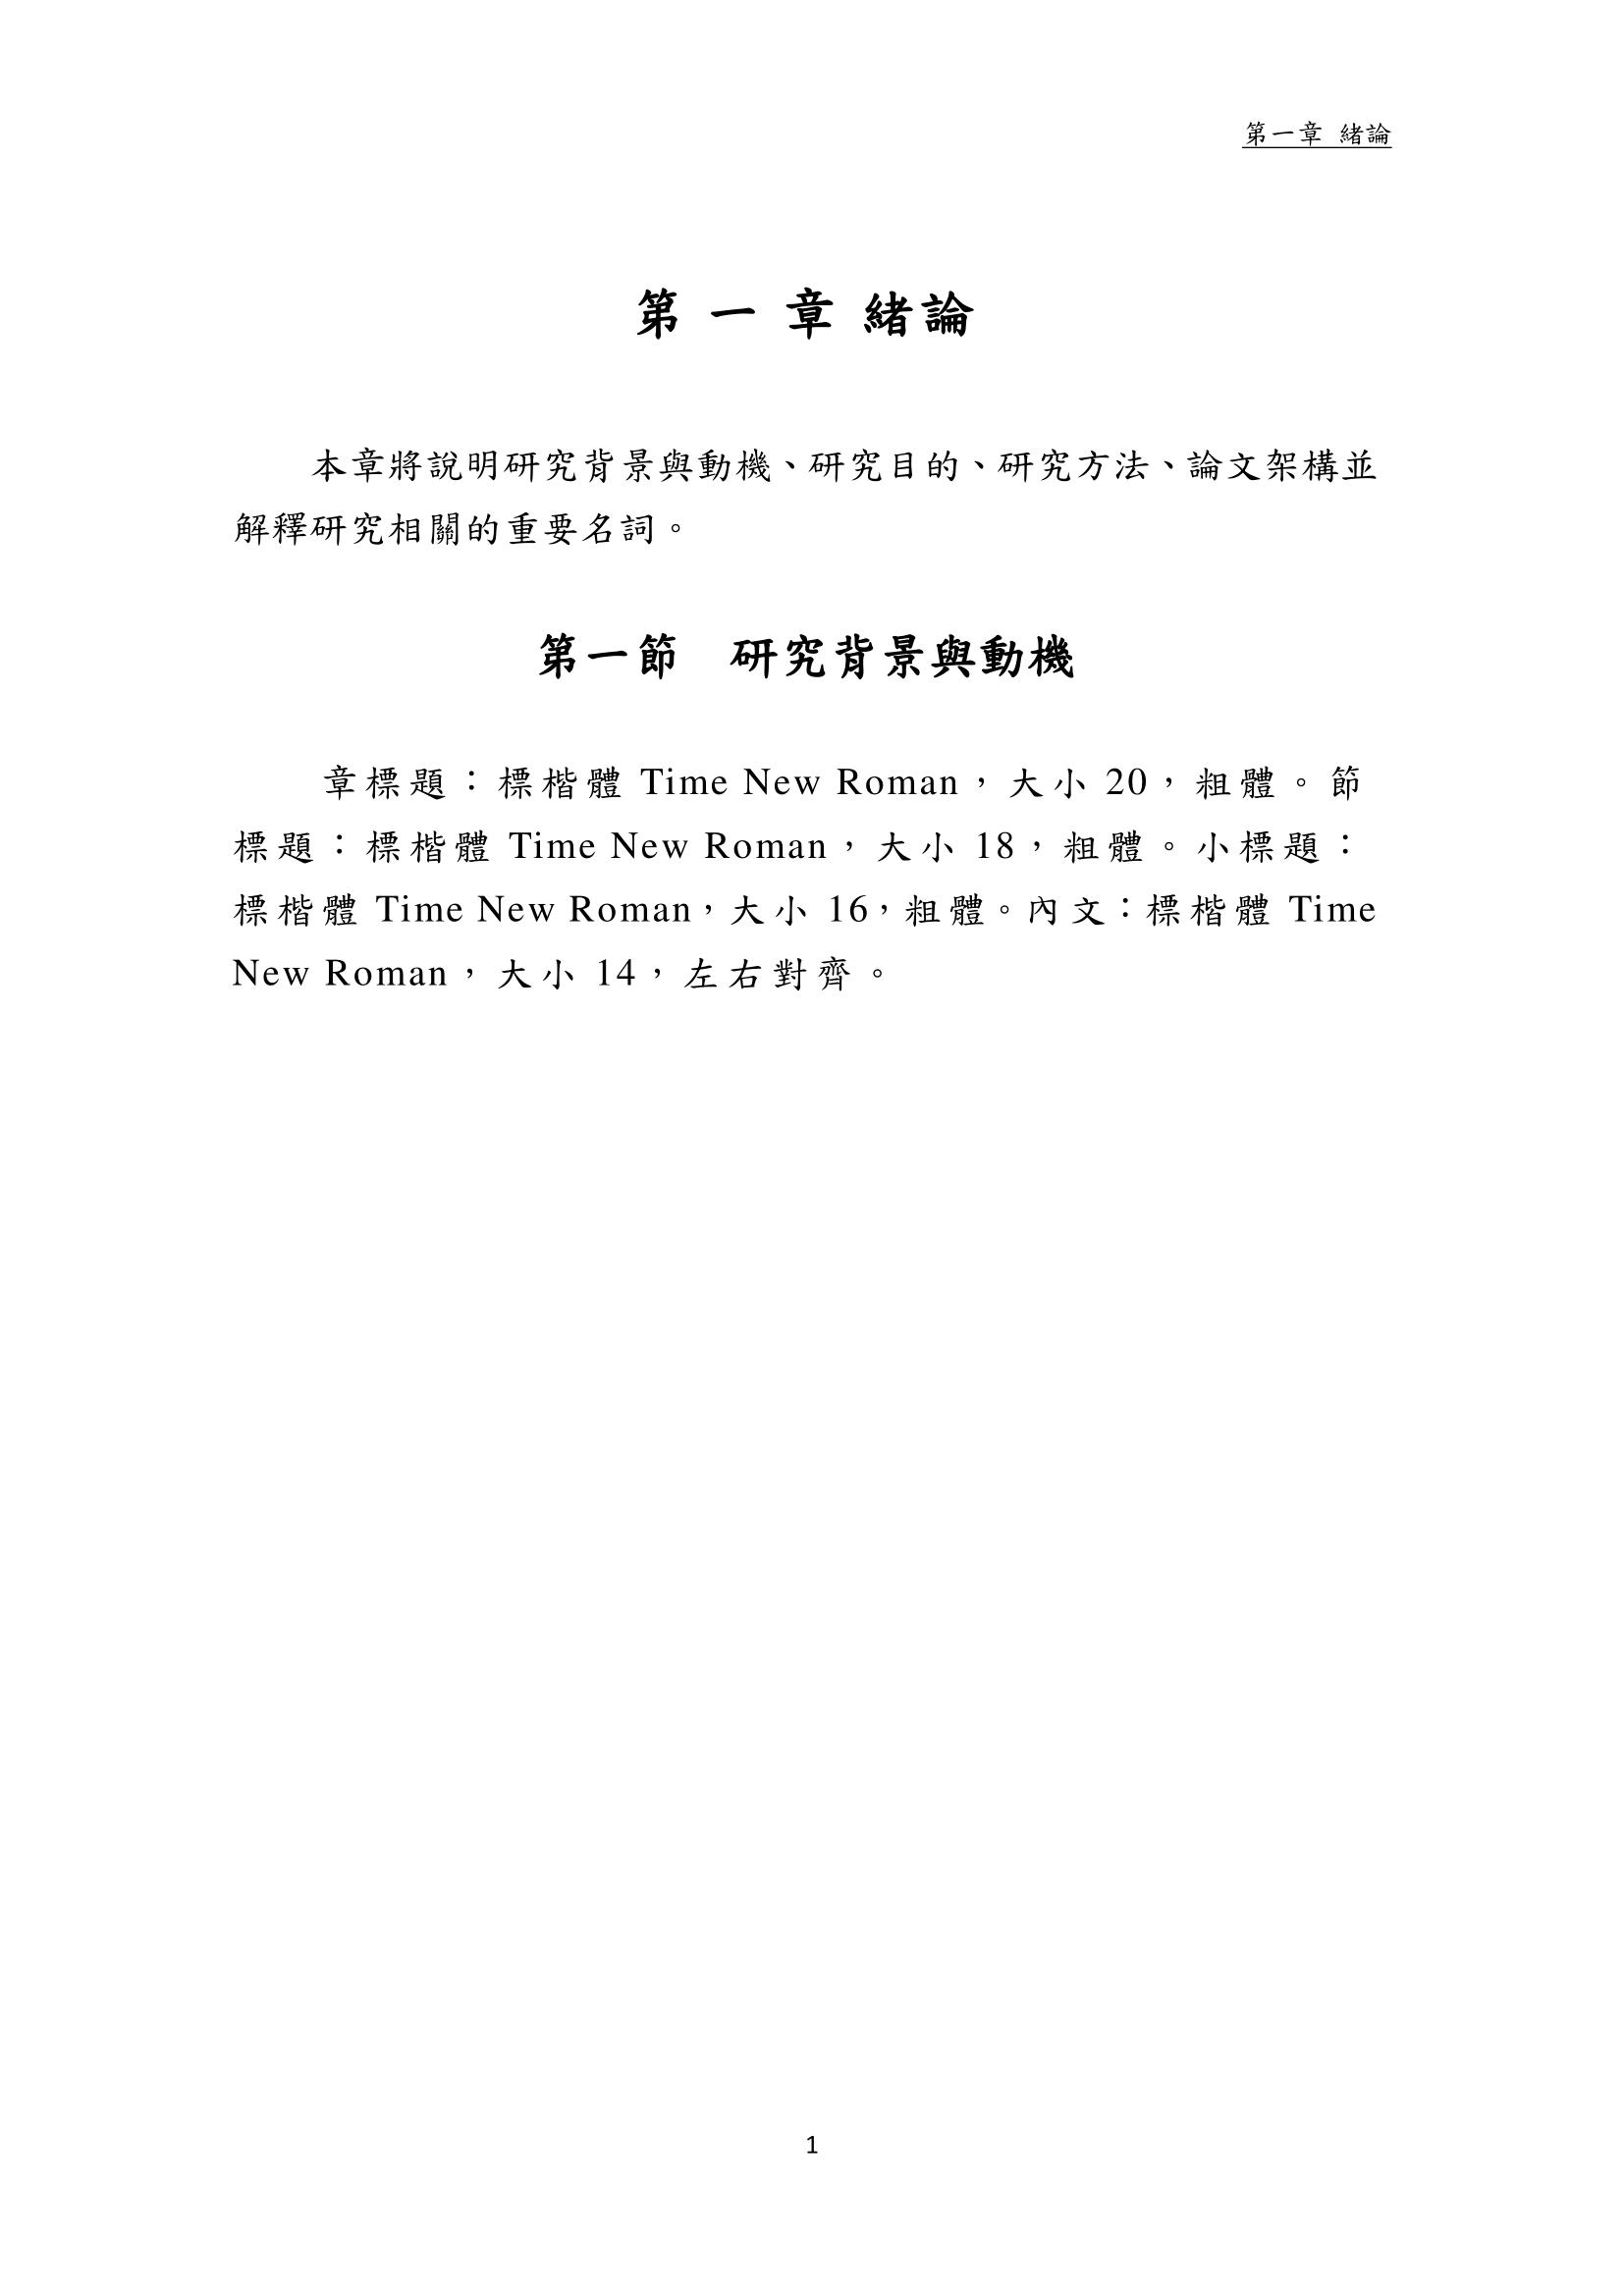 第一章 緒論
第 一 章 緒論
本章將說明研究背景與動機、研究目的、研究方法、論文架構並
解釋研究相關的重要名詞。
第一節　研究背景與動機
章標題：標楷體 Time New Roman，大小 20，粗體。節
標題：標楷體 Time New Roman，大小 18，粗體。小標題：
標楷體 Time New Roman，大小 16，粗體。內文：標楷體 Time
New Roman，大小 14，左右對齊。
1